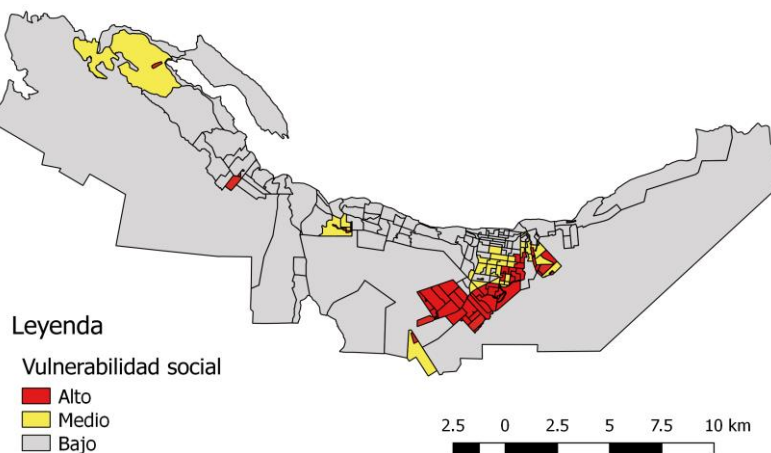 Leyenda
Vulnerabilidad social
Alto
Medio
Bajo
2.5 0 2.5 5 7.5 10 km